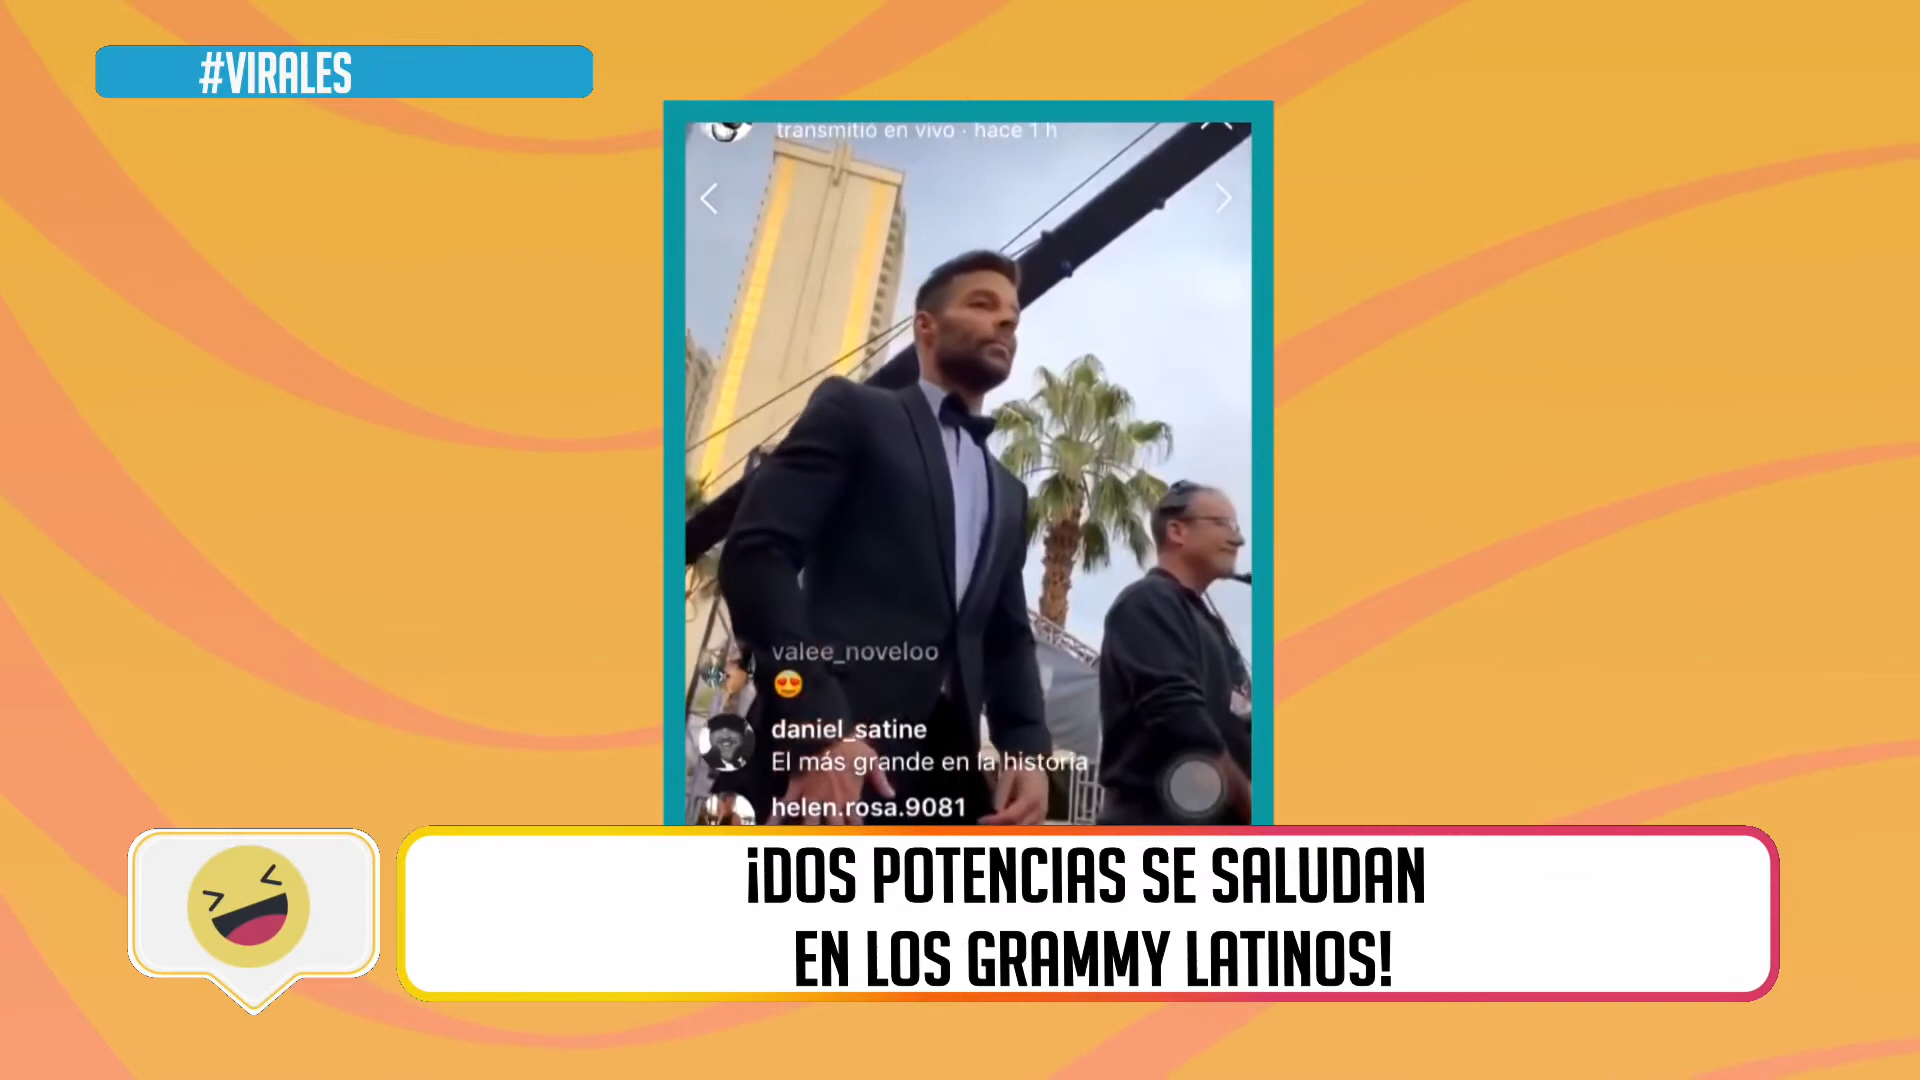 #VIRALES
transmitió en vivo · hace 1 h
valee_noveloo
😍
daniel_satine
El más grande en la historia
helen.rosa.9081
¡DOS POTENCIAS SE SALUDAN
EN LOS GRAMMY LATINOS!